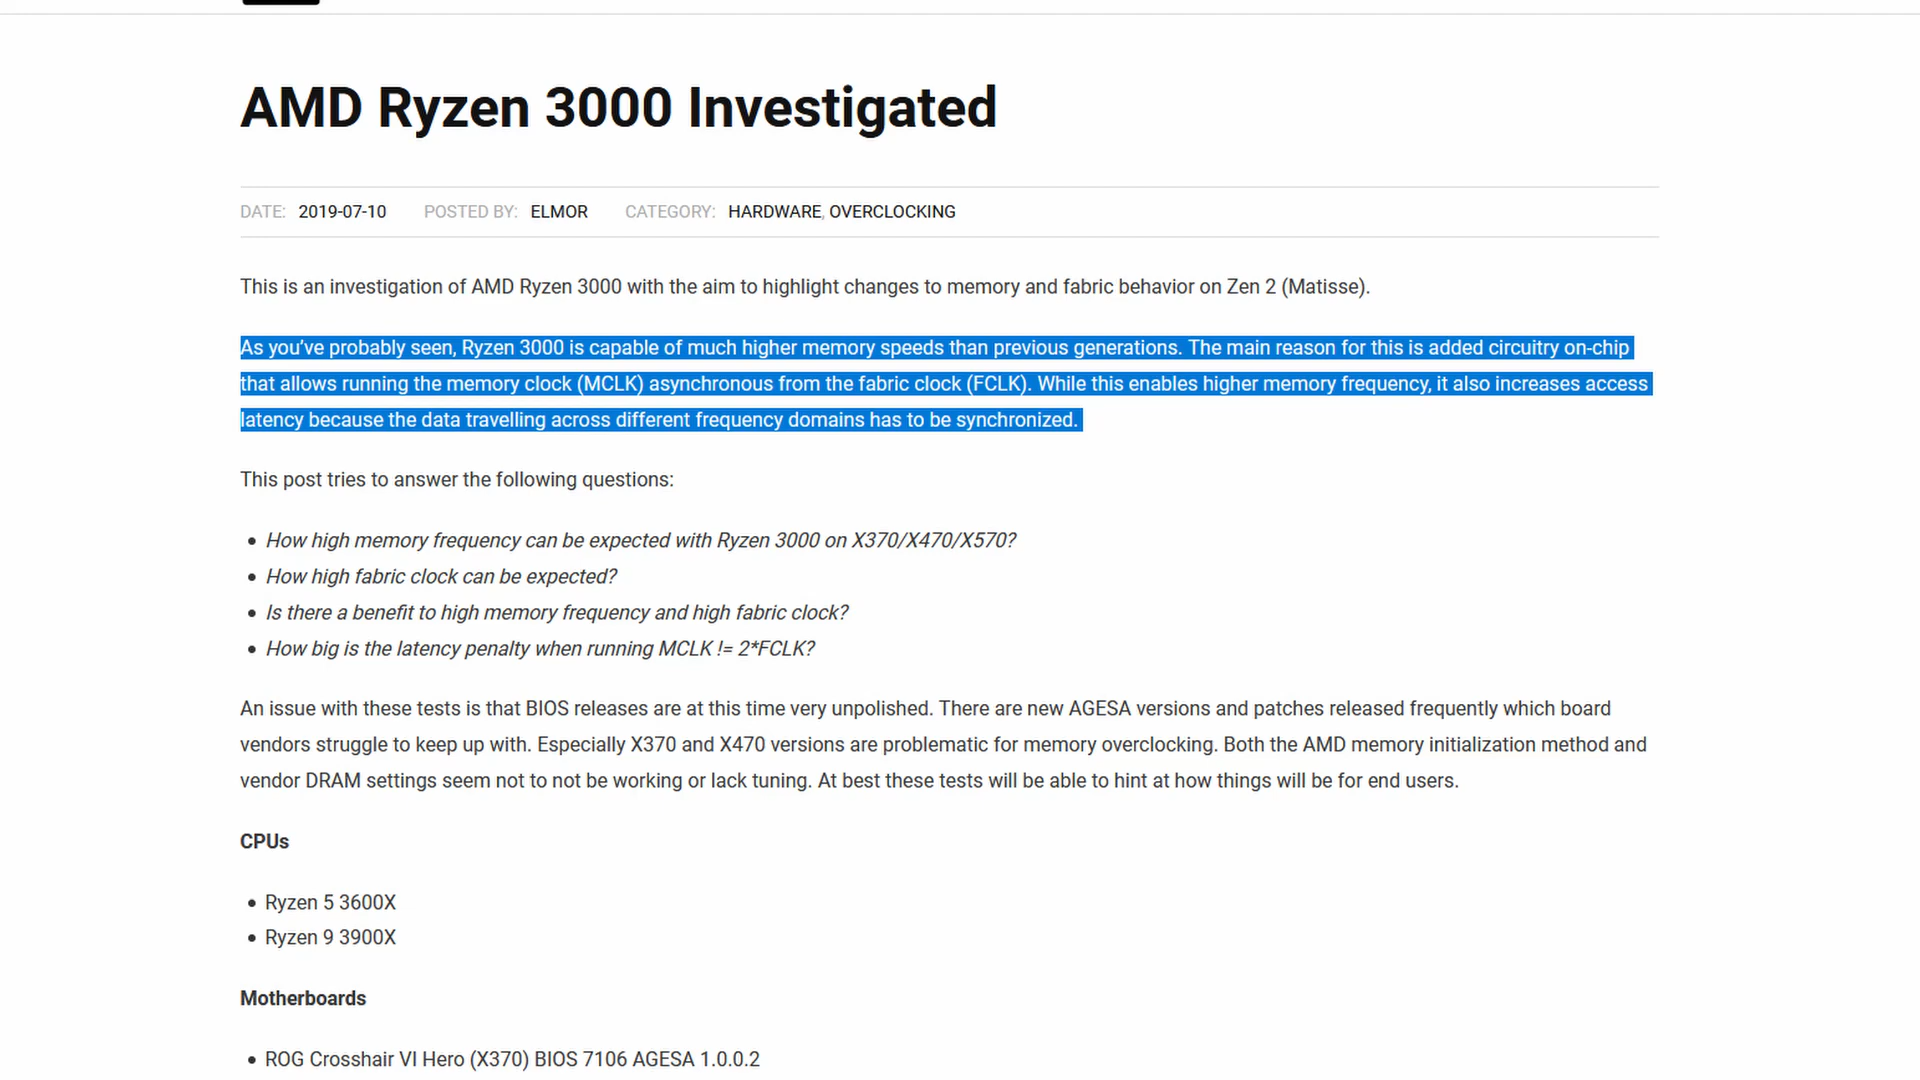 AMD Ryzen 3000 Investigated
DATE: 2019-07-10 POSTED BY: ELMOR CATEGORY: HARDWARE, OVERCLOCKING
This is an investigation of AMD Ryzen 3000 with the aim to highlight changes to memory and fabric behavior on Zen 2 (Matisse).
As you’ve probably seen, Ryzen 3000 is capable of much higher memory speeds than previous generations. The main reason for this is added circuitry on-chip
that allows running the memory clock (MCLK) asynchronous from the fabric clock (FCLK). While this enables higher memory frequency, it also increases access
latency because the data travelling across different frequency domains has to be synchronized.
This post tries to answer the following questions:
• How high memory frequency can be expected with Ryzen 3000 on X370/X470/X570?
• How high fabric clock can be expected?
• Is there a benefit to high memory frequency and high fabric clock?
• How big is the latency penalty when running MCLK != 2*FCLK?
An issue with these tests is that BIOS releases are at this time very unpolished. There are new AGESA versions and patches released frequently which board
vendors struggle to keep up with. Especially X370 and X470 versions are problematic for memory overclocking. Both the AMD memory initialization method and
vendor DRAM settings seem not to not be working or lack tuning. At best these tests will be able to hint at how things will be for end users.
CPUs
• Ryzen 5 3600X
• Ryzen 9 3900X
Motherboards
• ROG Crosshair VI Hero (X370) BIOS 7106 AGESA 1.0.0.2